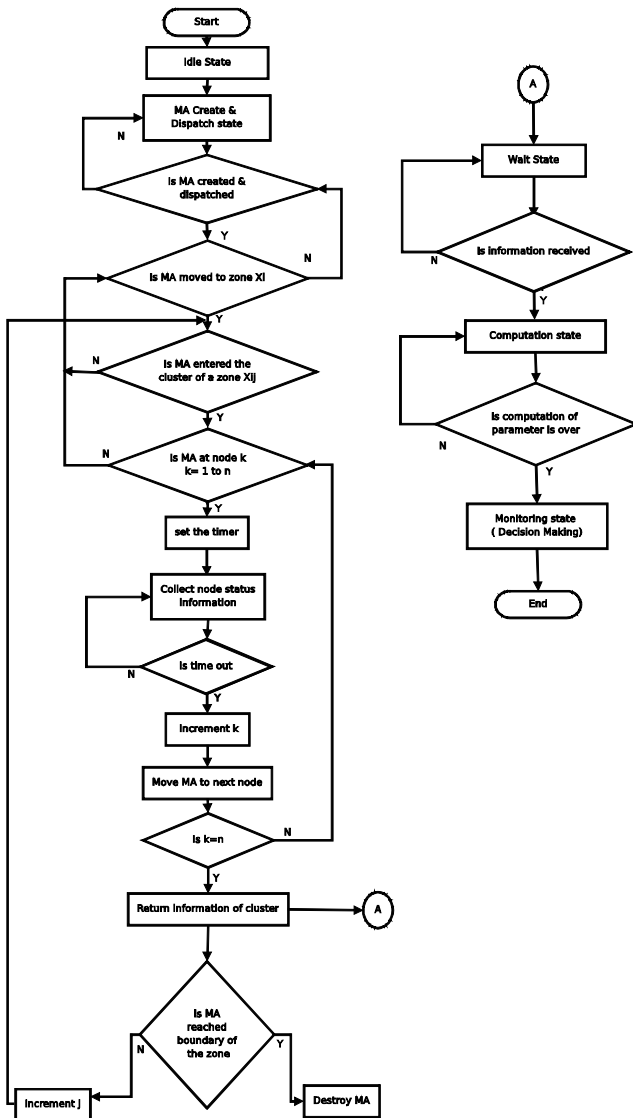 Start
Idle State
MA Create &
Dispatch state
N
Is MA created &
dispatched
Y
N
Is MA moved to zone Xi
Y
N
Is MA entered the
cluster of a zone Xij
Y
N
Is MA at node k
k= 1 to n
Y
set the timer
Collect node status
information
Is time out
N
Y
increment k
Move MA to next node
Is k=n
N
Y
Return information of cluster
A
Is MA
reached
boundary of
the zone
N
Y
Increment j
Destroy MA
A
Wait State
Is information received
N
Y
Computation state
Is computation of
parameter is over
N
Y
Monitoring state
( Decision Making)
End